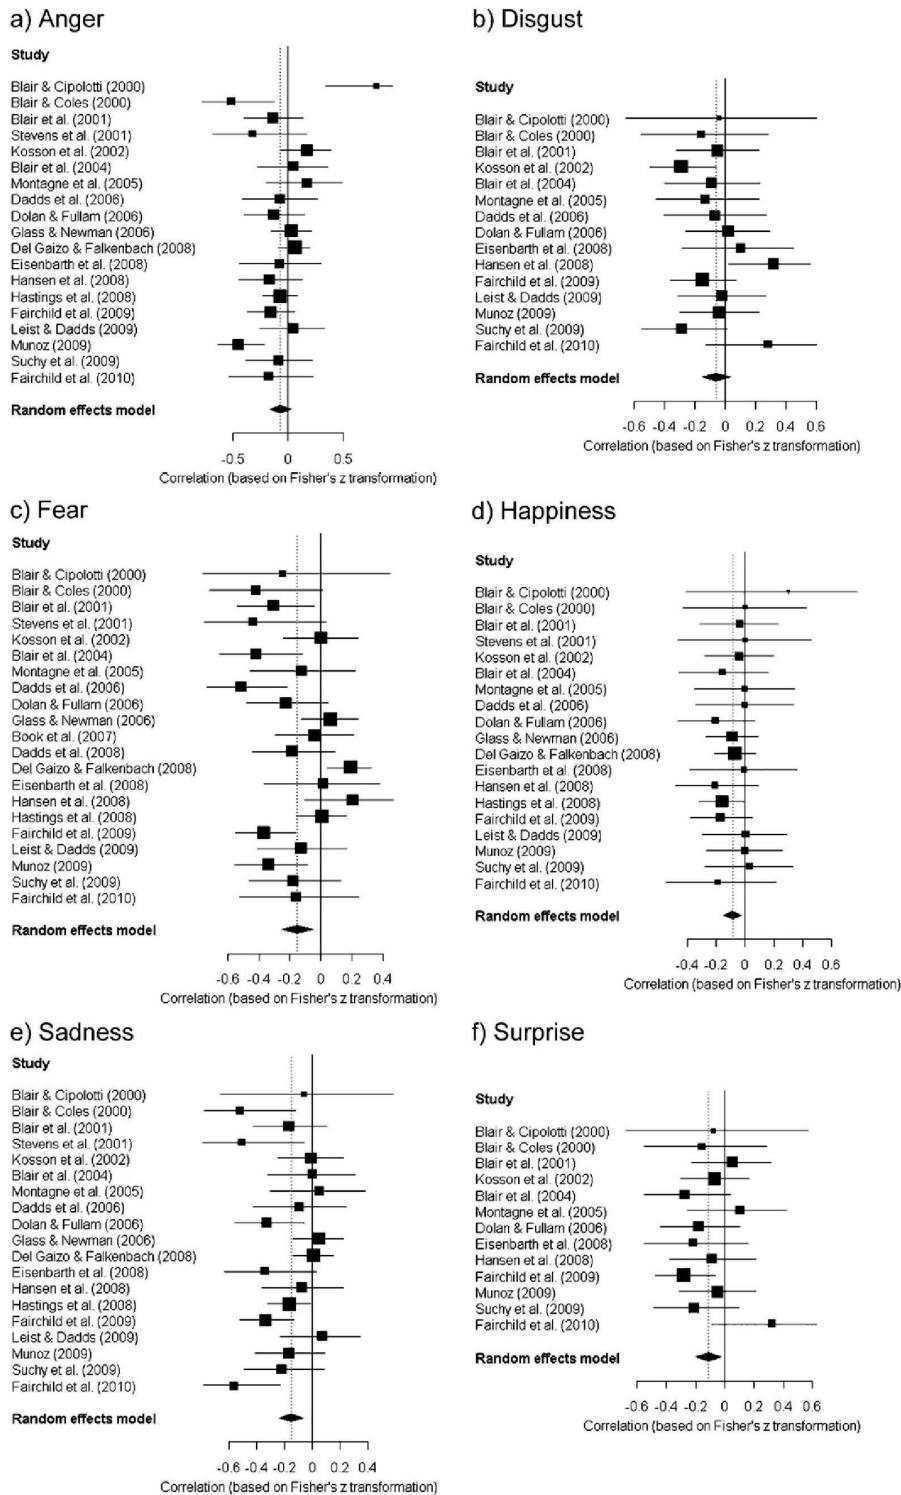 a) Anger
Study
Blair & Cipolotti (2000)
Blair & Coles (2000)
Blair et al. (2001)
Stevens et al. (2001)
Kosson et al. (2002)
Blair et al. (2004)
Montagne et al. (2005)
Dadds et al. (2006)
Dolan & Fullam (2006)
Glass & Newman (2006)
Del Gaizo & Falkenbach (2008)
Eisenbarth et al. (2008)
Hansen et al. (2008)
Hastings et al. (2008)
Fairchild et al. (2009)
Leist & Dadds (2009)
Munoz (2009)
Suchy et al. (2009)
Fairchild et al. (2010)
Random effects model
-0.5 0 0.5
Correlation (based on Fisher's z transformation)
b) Disgust
Study
Blair & Cipolotti (2000)
Blair & Coles (2000)
Blair et al. (2001)
Kosson et al. (2002)
Blair et al. (2004)
Montagne et al. (2005)
Dadds et al. (2006)
Dolan & Fullam (2006)
Eisenbarth et al. (2008)
Hansen et al. (2008)
Fairchild et al. (2009)
Leist & Dadds (2009)
Munoz (2009)
Suchy et al. (2009)
Fairchild et al. (2010)
Random effects model
-0.6 -0.4 -0.2 0 0.2 0.4 0.6
Correlation (based on Fisher's z transformation)
c) Fear
Study
Blair & Cipolotti (2000)
Blair & Coles (2000)
Blair et al. (2001)
Stevens et al. (2001)
Kosson et al. (2002)
Blair et al. (2004)
Montagne et al. (2005)
Dadds et al. (2006)
Dolan & Fullam (2006)
Glass & Newman (2006)
Book et al. (2007)
Dadds et al. (2008)
Del Gaizo & Falkenbach (2008)
Eisenbarth et al. (2008)
Hansen et al. (2008)
Hastings et al. (2008)
Fairchild et al. (2009)
Leist & Dadds (2009)
Munoz (2009)
Suchy et al. (2009)
Fairchild et al. (2010)
Random effects model
-0.6 -0.4 -0.2 0 0.2 0.4
Correlation (based on Fisher's z transformation)
d) Happiness
Study
Blair & Cipolotti (2000)
Blair & Coles (2000)
Blair et al. (2001)
Stevens et al. (2001)
Kosson et al. (2002)
Blair et al. (2004)
Montagne et al. (2005)
Dadds et al. (2006)
Dolan & Fullam (2006)
Glass & Newman (2006)
Del Gaizo & Falkenbach (2008)
Eisenbarth et al. (2008)
Hansen et al. (2008)
Hastings et al. (2008)
Fairchild et al. (2009)
Leist & Dadds (2009)
Munoz (2009)
Suchy et al. (2009)
Fairchild et al. (2010)
Random effects model
-0.4 -0.2 0 0.2 0.4 0.6
Correlation (based on Fisher's z transformation)
e) Sadness
Study
Blair & Cipolotti (2000)
Blair & Coles (2000)
Blair et al. (2001)
Stevens et al. (2001)
Kosson et al. (2002)
Blair et al. (2004)
Montagne et al. (2005)
Dadds et al. (2006)
Dolan & Fullam (2006)
Glass & Newman (2006)
Del Gaizo & Falkenbach (2008)
Eisenbarth et al. (2008)
Hansen et al. (2008)
Hastings et al. (2008)
Fairchild et al. (2009)
Leist & Dadds (2009)
Munoz (2009)
Suchy et al. (2009)
Fairchild et al. (2010)
Random effects model
-0.6 -0.4 -0.2 0 0.2 0.4
Correlation (based on Fisher's z transformation)
f) Surprise
Study
Blair & Cipolotti (2000)
Blair & Coles (2000)
Blair et al. (2001)
Kosson et al. (2002)
Blair et al. (2004)
Montagne et al. (2005)
Dolan & Fullam (2006)
Eisenbarth et al. (2008)
Hansen et al. (2008)
Fairchild et al. (2009)
Munoz (2009)
Suchy et al. (2009)
Fairchild et al. (2010)
Random effects model
-0.6 -0.4 -0.2 0 0.2 0.4 0.6
Correlation (based on Fisher's z transformation)